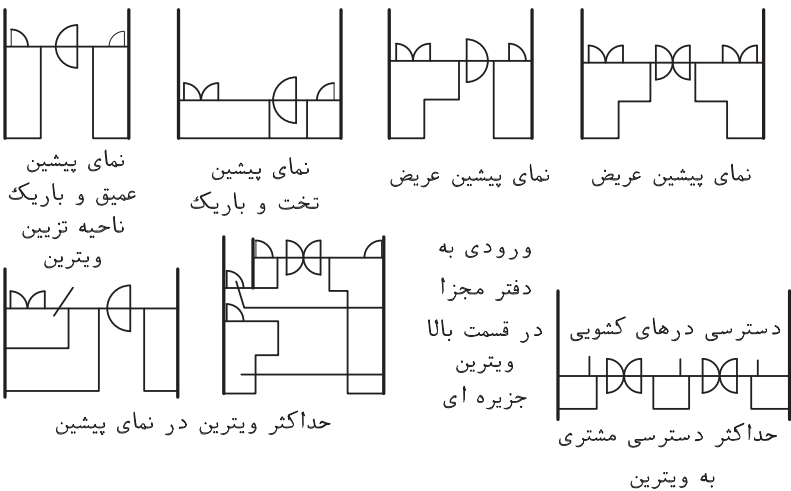 نمای پیشین
عمیق و باریک
ناحیه تزیین
ویترین
نمای پیشین
تخت و باریک
نمای پیشین عریض
نمای پیشین عریض
ورودی به
دفتر مجزا
در قسمت بالا
ویترین
جزیره ای
دسترسی درهای کشویی
حداکثر ویترین در نمای پیشین
حداکثر دسترسی مشتری
به ویترین